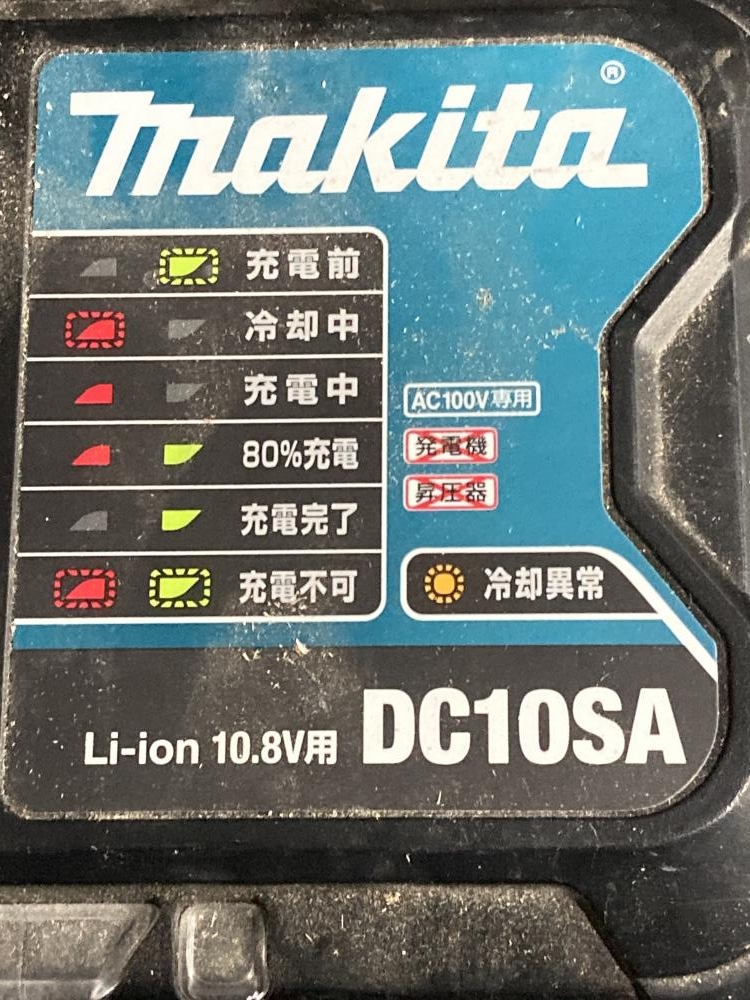 makita®
充電前
冷却中
充電中
80%充電
充電完了
充電不可
AC100V専用
発電機
昇圧器
冷却異常
Li-ion 10.8V用 DC10SA